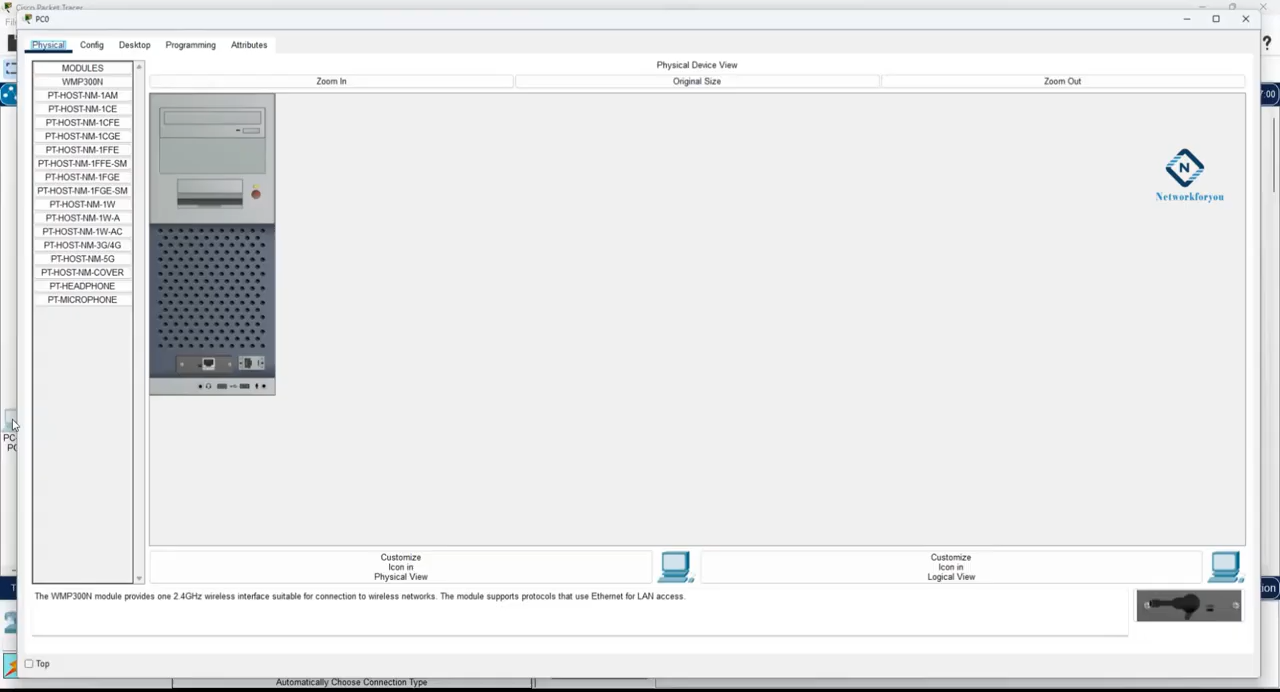 Cisco Packet Tracer
PC0
Physical
Config
Desktop
Programming
Attributes
MODULES
WMP300N
PT-HOST-NM-1AM
PT-HOST-NM-1CE
PT-HOST-NM-1CFE
PT-HOST-NM-1CGE
PT-HOST-NM-1FFE
PT-HOST-NM-1FFE-SM
PT-HOST-NM-1FGE
PT-HOST-NM-1FGE-SM
PT-HOST-NM-1W
PT-HOST-NM-1W-A
PT-HOST-NM-1W-AC
PT-HOST-NM-3G/4G
PT-HOST-NM-5G
PT-HOST-NM-COVER
PT-HEADPHONE
PT-MICROPHONE
Physical Device View
Zoom In
Original Size
Zoom Out
N
Networkforyou
Customize
Icon in
Physical View
Customize
Icon in
Logical View
The WMP300N module provides one 2.4GHz wireless interface suitable for connection to wireless networks. The module supports protocols that use Ethernet for LAN access.
Top
Automatically Choose Connection Type